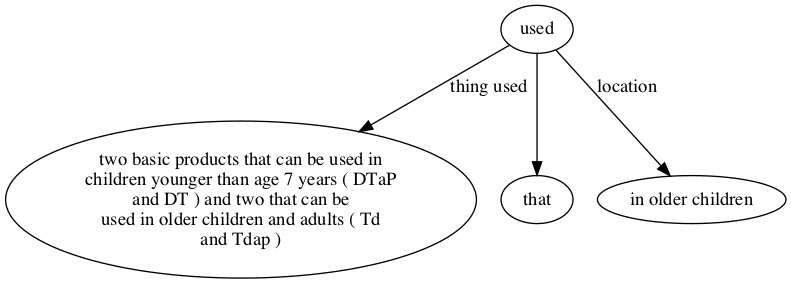 used
thing used
location
two basic products that can be used in
children younger than age 7 years ( DTaP
and DT ) and two that can be
used in older children and adults ( Td
and Tdap )
that
in older children